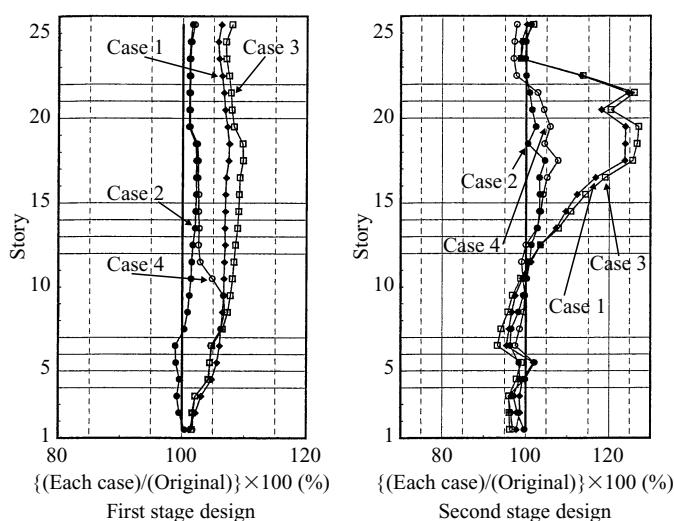 25
20
15
10
5
1
Story
80
100
120
Case 1
Case 3
Case 2
Case 4
{(Each case)/(Original)}×100 (%)
First stage design
25
20
15
10
5
1
Story
80
100
120
Case 2
Case 4
Case 3
Case 1
{(Each case)/(Original)}×100 (%)
Second stage design